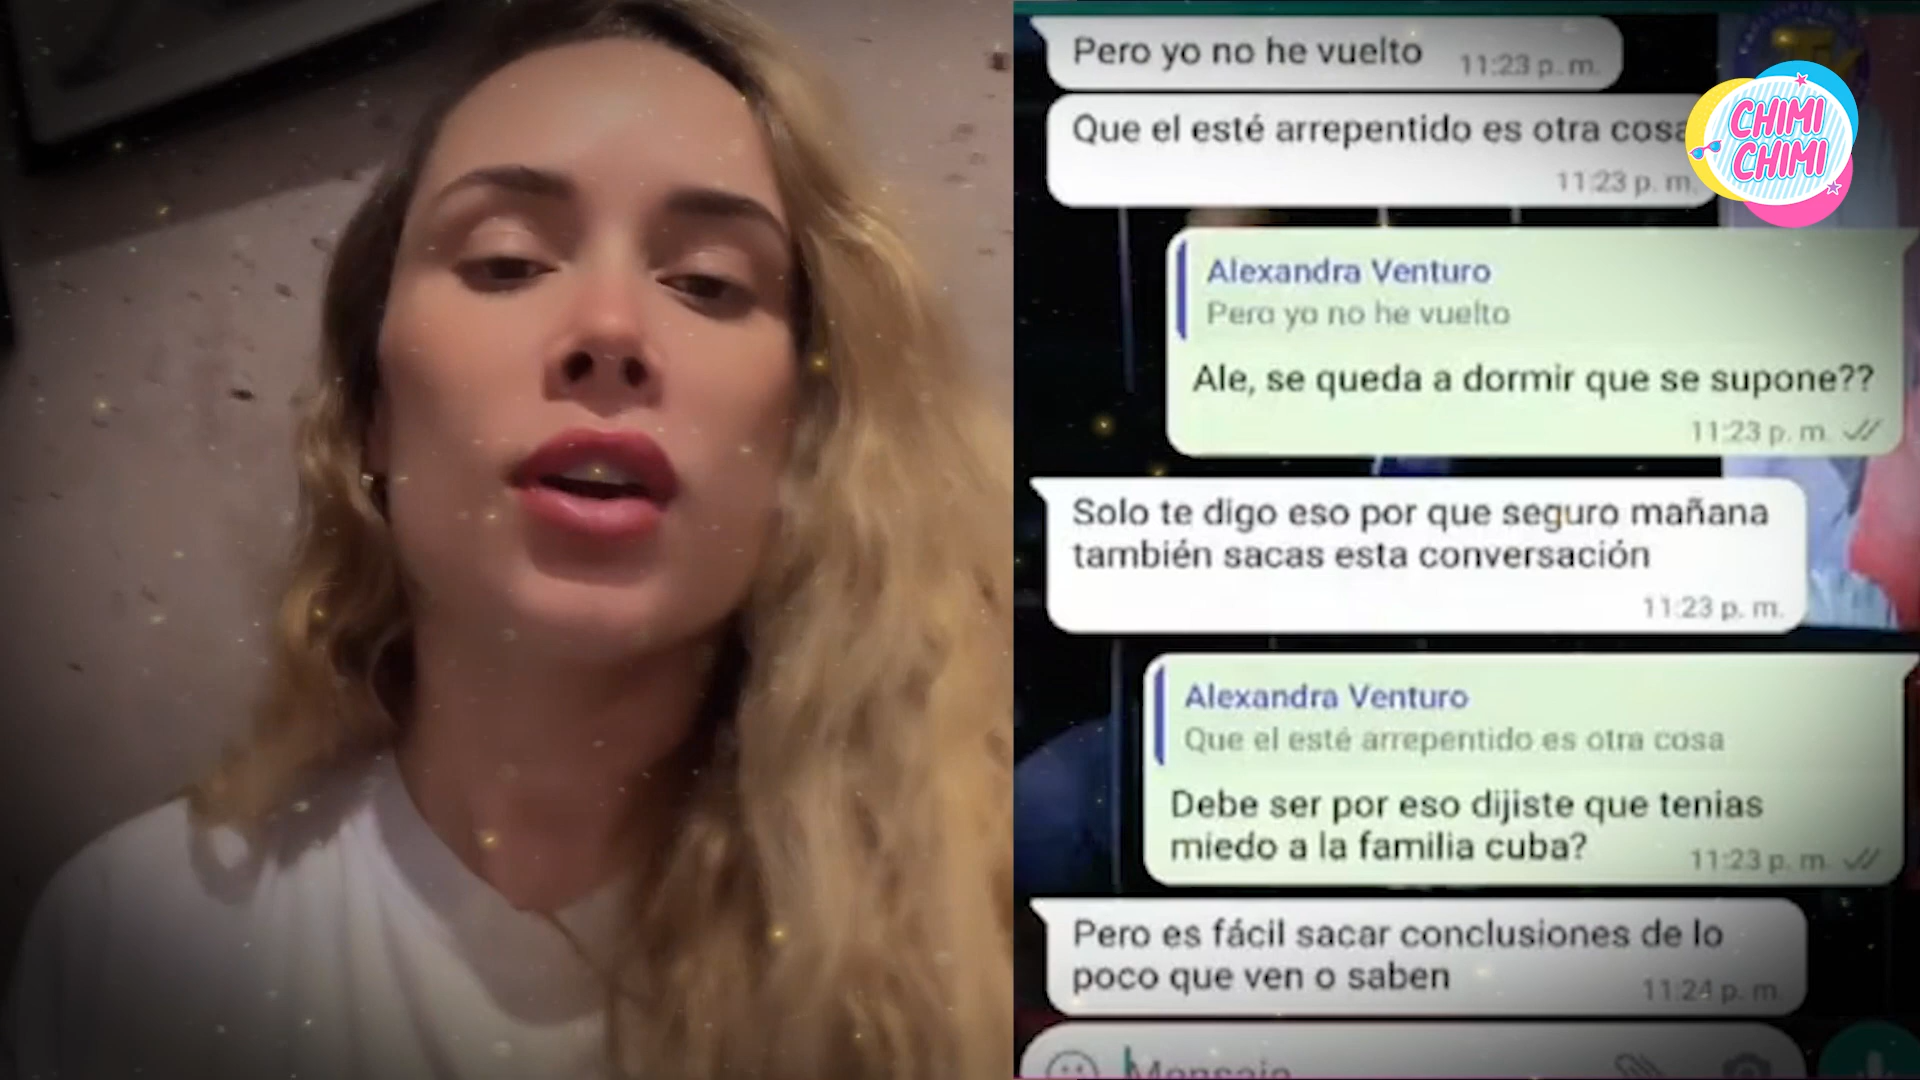 Pero yo no he vuelto
11:23 p. m.
Que el esté arrepentido es otra cosa
11:23 p. m.
CHIMI
CHIMI
Alexandra Venturo
Pero yo no he vuelto
Ale, se queda a dormir que se supone??
11:23 p. m.
Solo te digo eso por que seguro mañana
también sacas esta conversación
11:23 p. m.
Alexandra Venturo
Que el esté arrepentido es otra cosa
Debe ser por eso dijiste que tenias
miedo a la familia cuba?
11:23 p. m.
Pero es fácil sacar conclusiones de lo
poco que ven o saben
11:24 p. m.
Mensaje